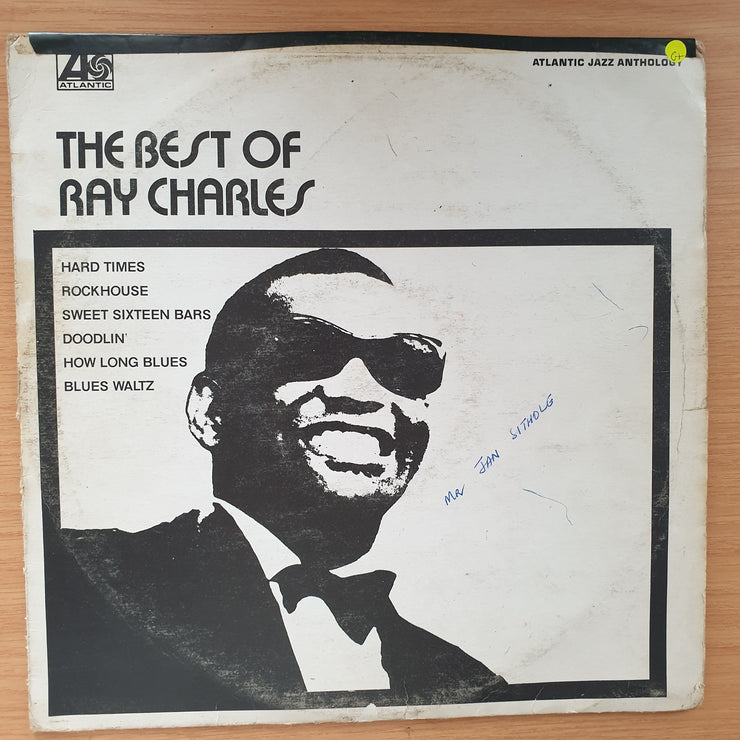 ATLANTIC
ATLANTIC JAZZ ANTHOLOGY
G+
THE BEST OF
RAY CHARLES
HARD TIMES
ROCKHOUSE
SWEET SIXTEEN BARS
DOODLIN'
HOW LONG BLUES
BLUES WALTZ
MR JAN SITHOLE